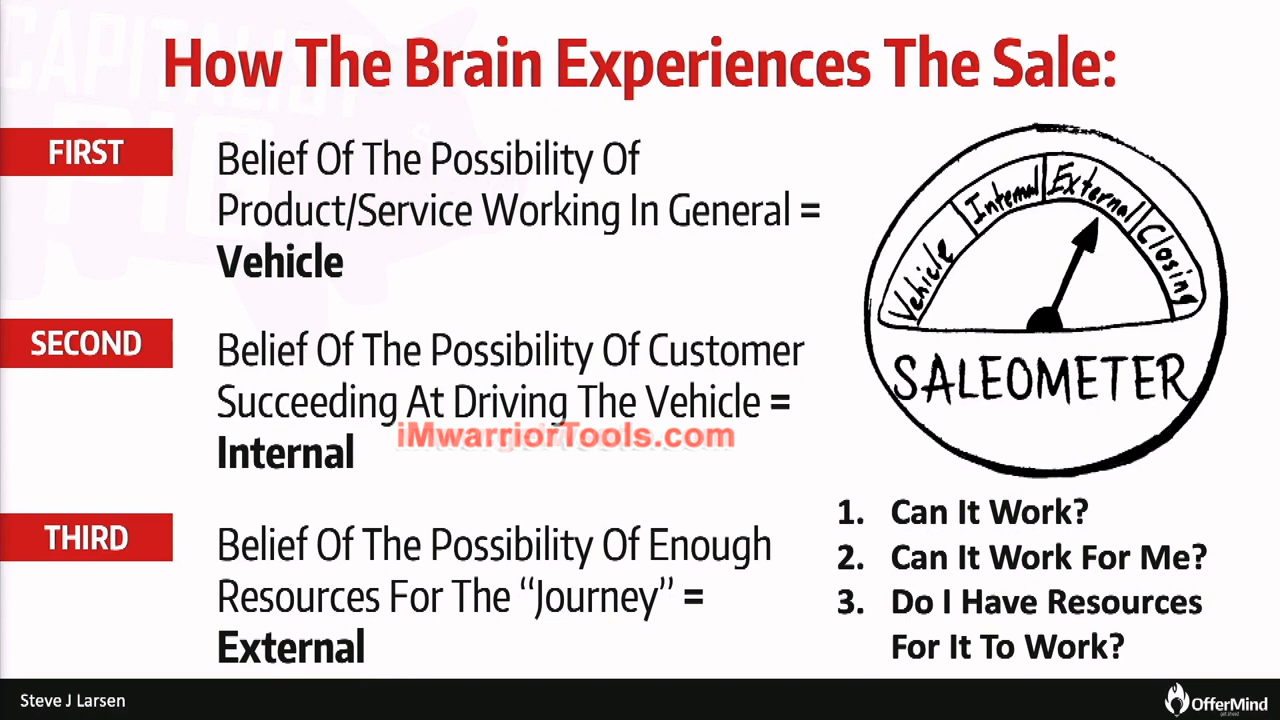 How The Brain Experiences The Sale:
FIRST
Belief Of The Possibility Of
Product/Service Working In General =
Vehicle
SECOND
Belief Of The Possibility Of Customer
Succeeding At Driving The Vehicle =
Internal
THIRD
Belief Of The Possibility Of Enough
Resources For The “Journey” =
External
iMwarriorTools.com
Vehicle
Internal
External
Closing
SALEOMETER
1. Can It Work?
2. Can It Work For Me?
3. Do I Have Resources
For It To Work?
Steve J Larsen
OfferMind